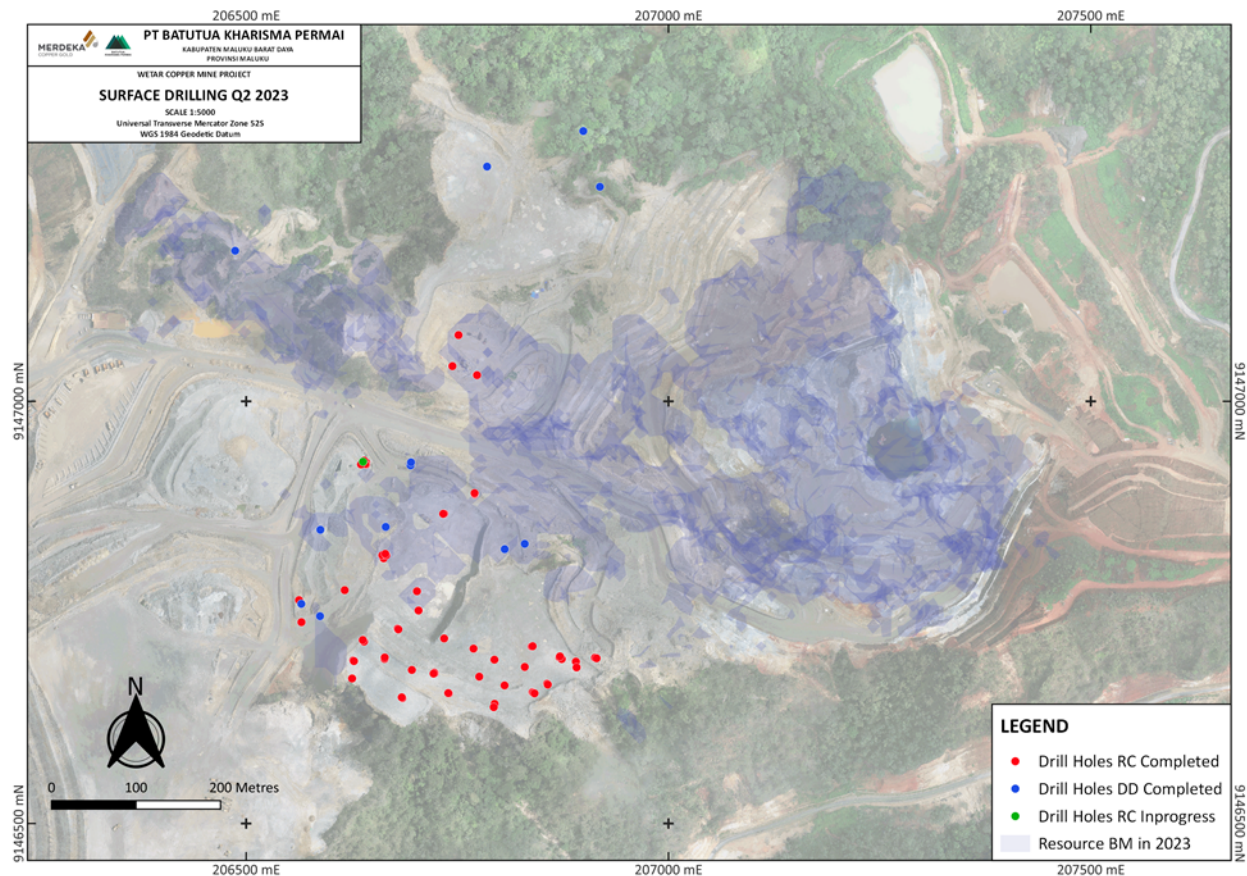 206500 mE
207000 mE
207500 mE
MERDEKA
COPPER GOLD
BATUTUA
KHARISMA PERMAI
PT BATUTUA KHARISMA PERMAI
KABUPATEN MALUKU BARAT DAYA
PROVINSI MALUKU
WETAR COPPER MINE PROJECT
SURFACE DRILLING Q2 2023
SCALE 1:5000
Universal Transverse Mercator Zone 52S
WGS 1984 Geodetic Datum
9147000 mN
9147000 mN
N
0 100 200 Metres
9146500 mN
9146500 mN
LEGEND
Drill Holes RC Completed
Drill Holes DD Completed
Drill Holes RC Inprogress
Resource BM in 2023
206500 mE
207000 mE
207500 mE